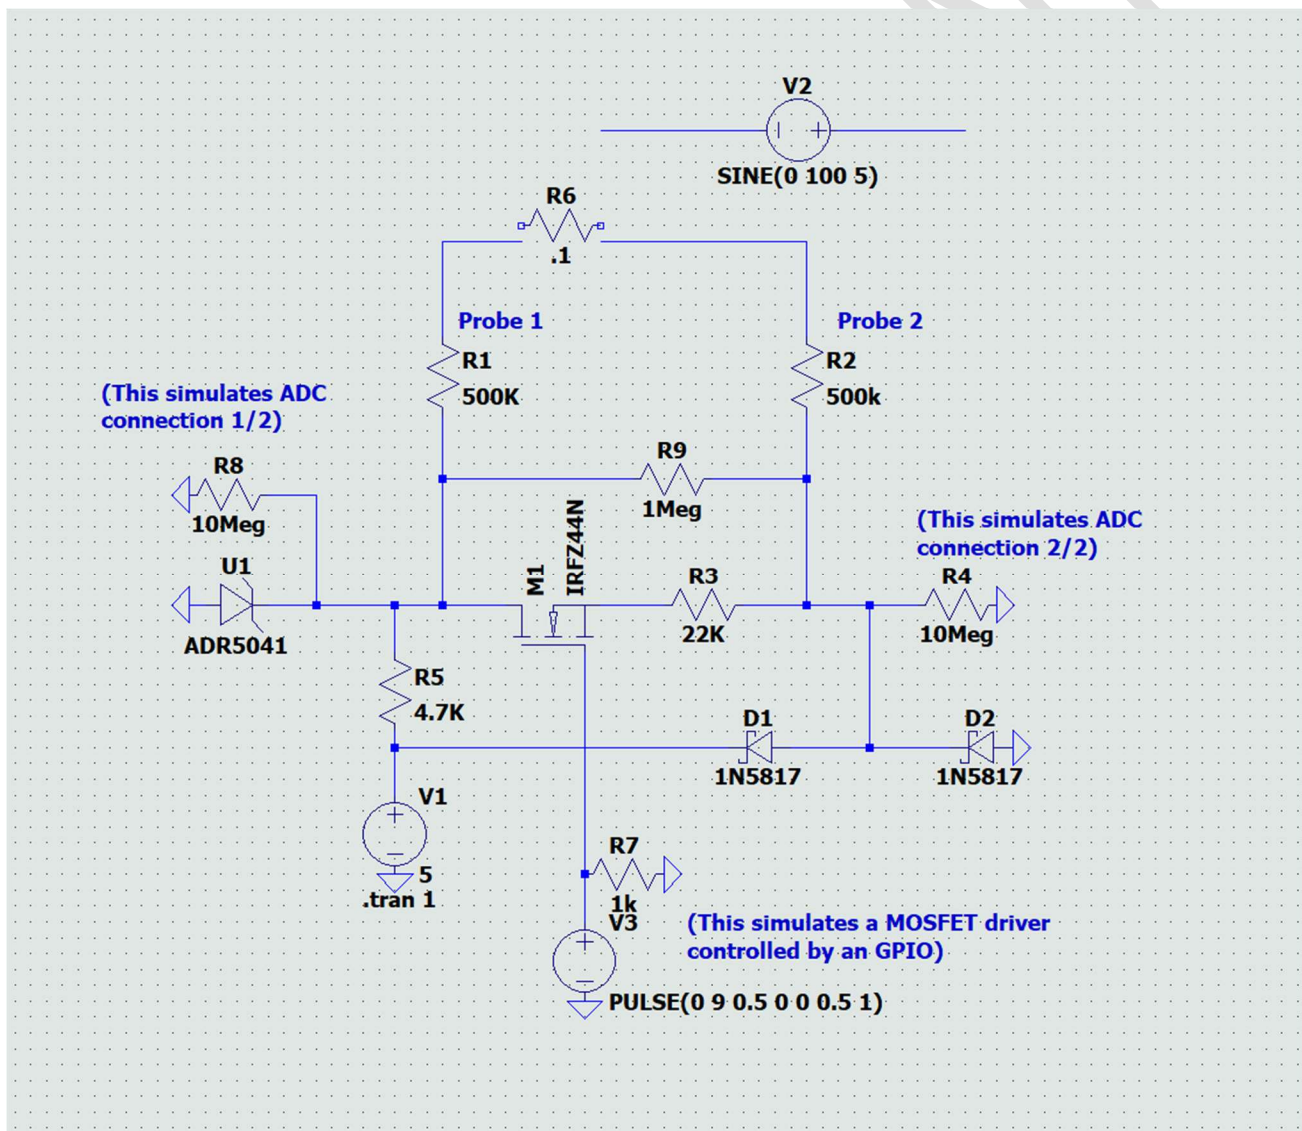 V2
SINE(0 100 5)
R6
.1
Probe 1
Probe 2
R1
500K
R2
500k
(This simulates ADC
connection 1/2)
R9
1Meg
R8
10Meg
(This simulates ADC
connection 2/2)
U1
ADR5041
M1
IRFZ44N
R3
22K
R4
10Meg
R5
4.7K
D1
1N5817
D2
1N5817
V1
5
.tran 1
R7
1k
V3
(This simulates a MOSFET driver
controlled by an GPIO)
PULSE(0 9 0.5 0 0 0.5 1)